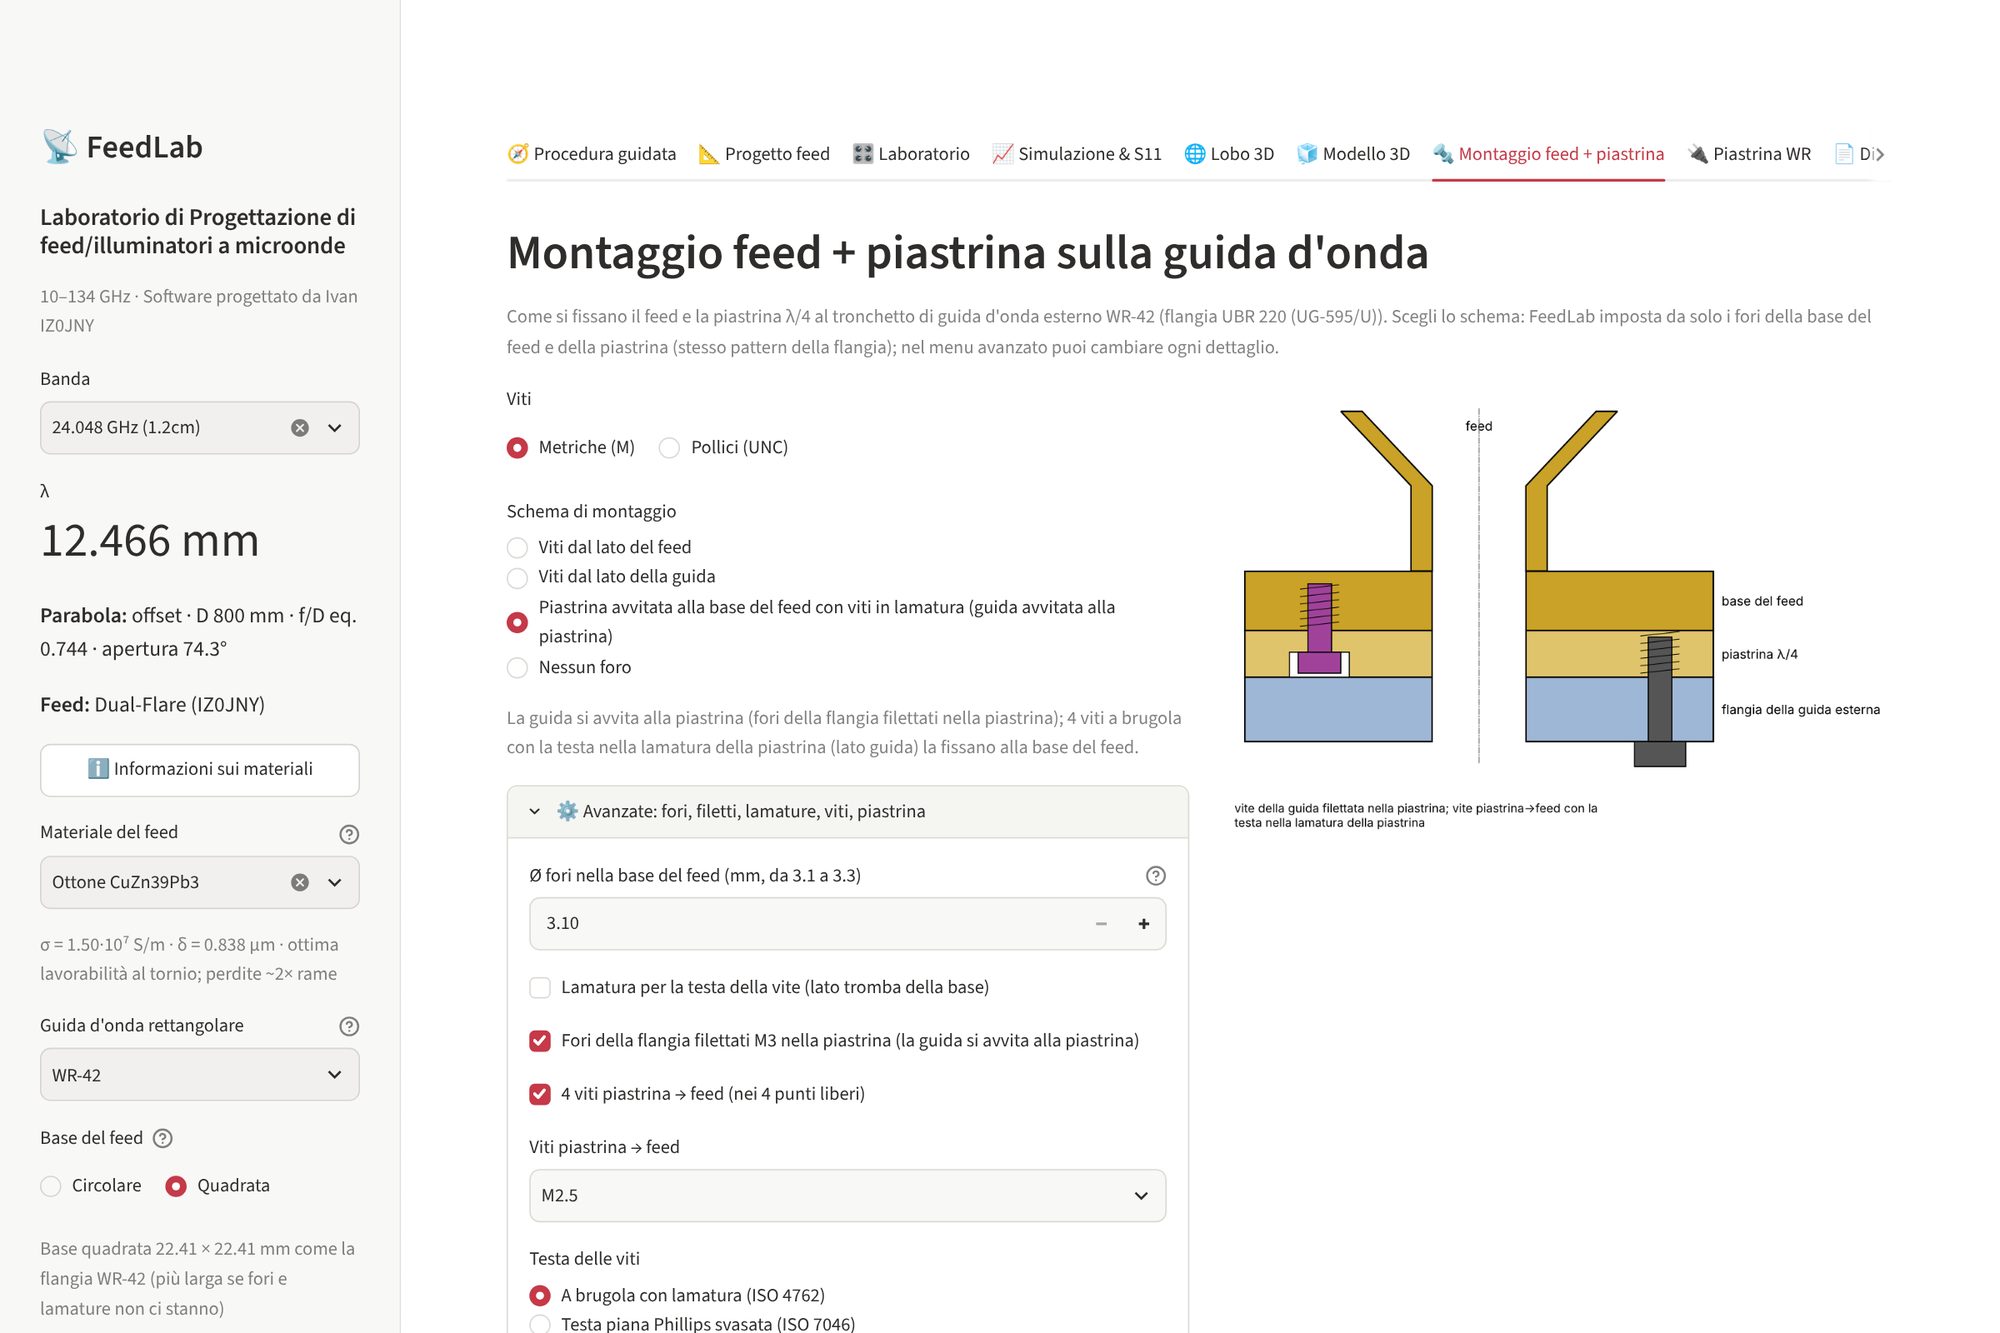 FeedLab
Laboratorio di Progettazione di
feed/illuminatori a microonde
10–134 GHz · Software progettato da Ivan
IZ0JNY
Banda
24.048 GHz (1.2cm)
λ
12.466 mm
Parabola: offset · D 800 mm · f/D eq.
0.744 · apertura 74.3°
Feed: Dual-Flare (IZ0JNY)
Informazioni sui materiali
Materiale del feed
Ottone CuZn39Pb3
σ = 1.50·10⁷ S/m · δ = 0.838 µm · ottima
lavorabilità al tornio; perdite ~2× rame
Guida d'onda rettangolare
WR-42
Base del feed
Circolare Quadrata
Base quadrata 22.41 × 22.41 mm come la
flangia WR-42 (più larga se fori e
lamature non ci stanno)
Procedura guidata Progetto feed Laboratorio Simulazione & S11 Lobo 3D Modello 3D Montaggio feed + piastrina Piastrina WR Di
Montaggio feed + piastrina sulla guida d'onda
Come si fissano il feed e la piastrina λ/4 al tronchetto di guida d'onda esterno WR-42 (flangia UBR 220 (UG-595/U)). Scegli lo schema: FeedLab imposta da solo i fori della base del
feed e della piastrina (stesso pattern della flangia); nel menu avanzato puoi cambiare ogni dettaglio.
Viti
Metriche (M) Pollici (UNC)
Schema di montaggio
Viti dal lato del feed
Viti dal lato della guida
Piastrina avvitata alla base del feed con viti in lamatura (guida avvitata alla
piastrina)
Nessun foro
La guida si avvita alla piastrina (fori della flangia filettati nella piastrina); 4 viti a brugola
con la testa nella lamatura della piastrina (lato guida) la fissano alla base del feed.
Avanzate: fori, filetti, lamature, viti, piastrina
Ø fori nella base del feed (mm, da 3.1 a 3.3)
3.10
Lamatura per la testa della vite (lato tromba della base)
Fori della flangia filettati M3 nella piastrina (la guida si avvita alla piastrina)
4 viti piastrina → feed (nei 4 punti liberi)
Viti piastrina → feed
M2.5
Testa delle viti
A brugola con lamatura (ISO 4762)
Testa piana Phillips svasata (ISO 7046)
feed
base del feed
piastrina λ/4
flangia della guida esterna
vite della guida filettata nella piastrina; vite piastrina→feed con la
testa nella lamatura della piastrina